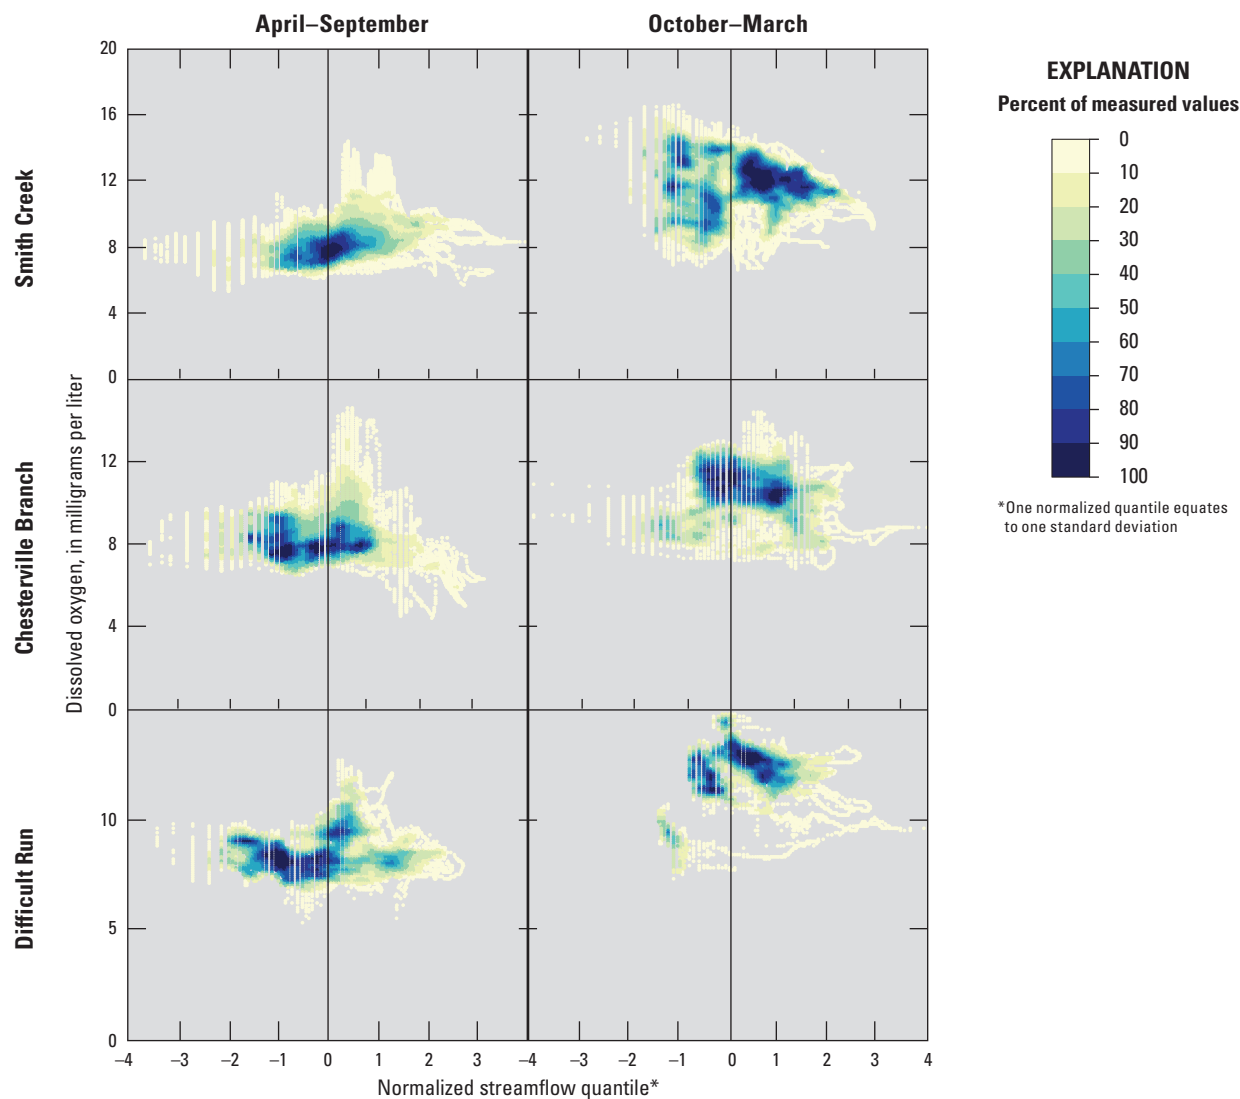 April–September
October–March
EXPLANATION
Percent of measured values
0
10
20
30
40
50
60
70
80
90
100
*One normalized quantile equates
to one standard deviation
Smith Creek
Chesterville Branch
Difficult Run
Dissolved oxygen, in milligrams per liter
20
16
12
8
4
0
12
8
4
0
10
5
0
–4 –3 –2 –1 0 1 2 3 –4 –3 –2 –1 0 1 2 3 4
Normalized streamflow quantile*